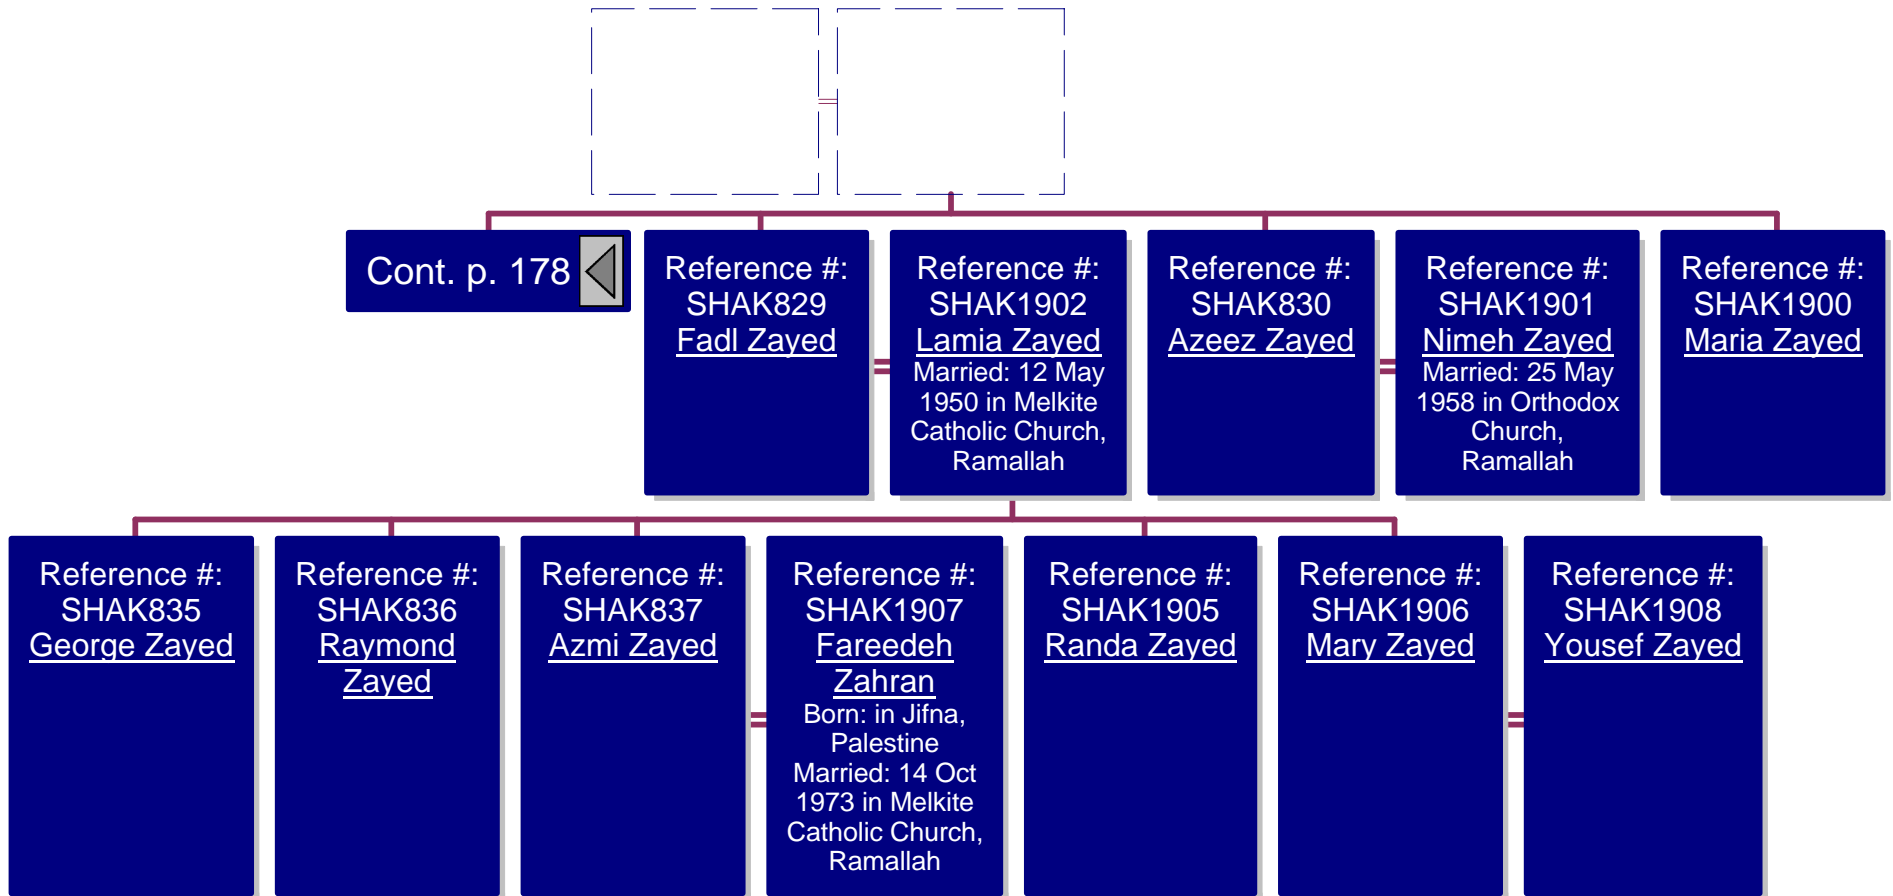 Cont. p. 178
Reference #:
SHAK829
Fadl Zayed
Reference #:
SHAK1902
Lamia Zayed
Married: 12 May
1950 in Melkite
Catholic Church,
Ramallah
Reference #:
SHAK830
Azeez Zayed
Reference #:
SHAK1901
Nimeh Zayed
Married: 25 May
1958 in Orthodox
Church,
Ramallah
Reference #:
SHAK1900
Maria Zayed
Reference #:
SHAK835
George Zayed
Reference #:
SHAK836
Raymond
Zayed
Reference #:
SHAK837
Azmi Zayed
Reference #:
SHAK1907
Fareedeh
Zahran
Born: in Jifna,
Palestine
Married: 14 Oct
1973 in Melkite
Catholic Church,
Ramallah
Reference #:
SHAK1905
Randa Zayed
Reference #:
SHAK1906
Mary Zayed
Reference #:
SHAK1908
Yousef Zayed